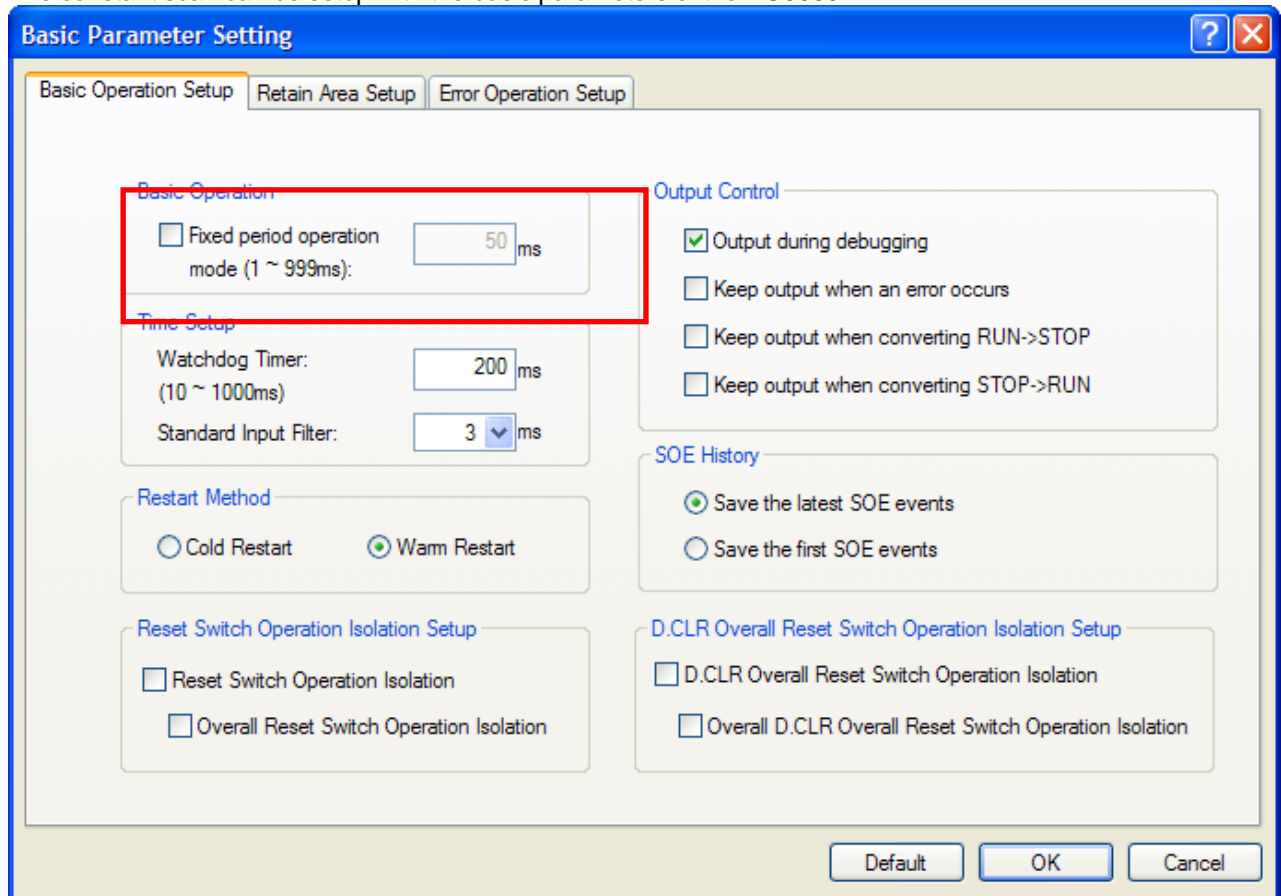 Basic Parameter Setting
Basic Operation Setup
Retain Area Setup
Error Operation Setup
Basic Operation
Fixed period operation
mode (1 ~ 999ms):
50 ms
Time Setup
Watchdog Timer:
(10 ~ 1000ms)
200 ms
Standard Input Filter:
3 ms
Restart Method
Cold Restart
Warm Restart
Reset Switch Operation Isolation Setup
Reset Switch Operation Isolation
Overall Reset Switch Operation Isolation
Output Control
Output during debugging
Keep output when an error occurs
Keep output when converting RUN->STOP
Keep output when converting STOP->RUN
SOE History
Save the latest SOE events
Save the first SOE events
D.CLR Overall Reset Switch Operation Isolation Setup
D.CLR Overall Reset Switch Operation Isolation
Overall D.CLR Overall Reset Switch Operation Isolation
Default
OK
Cancel